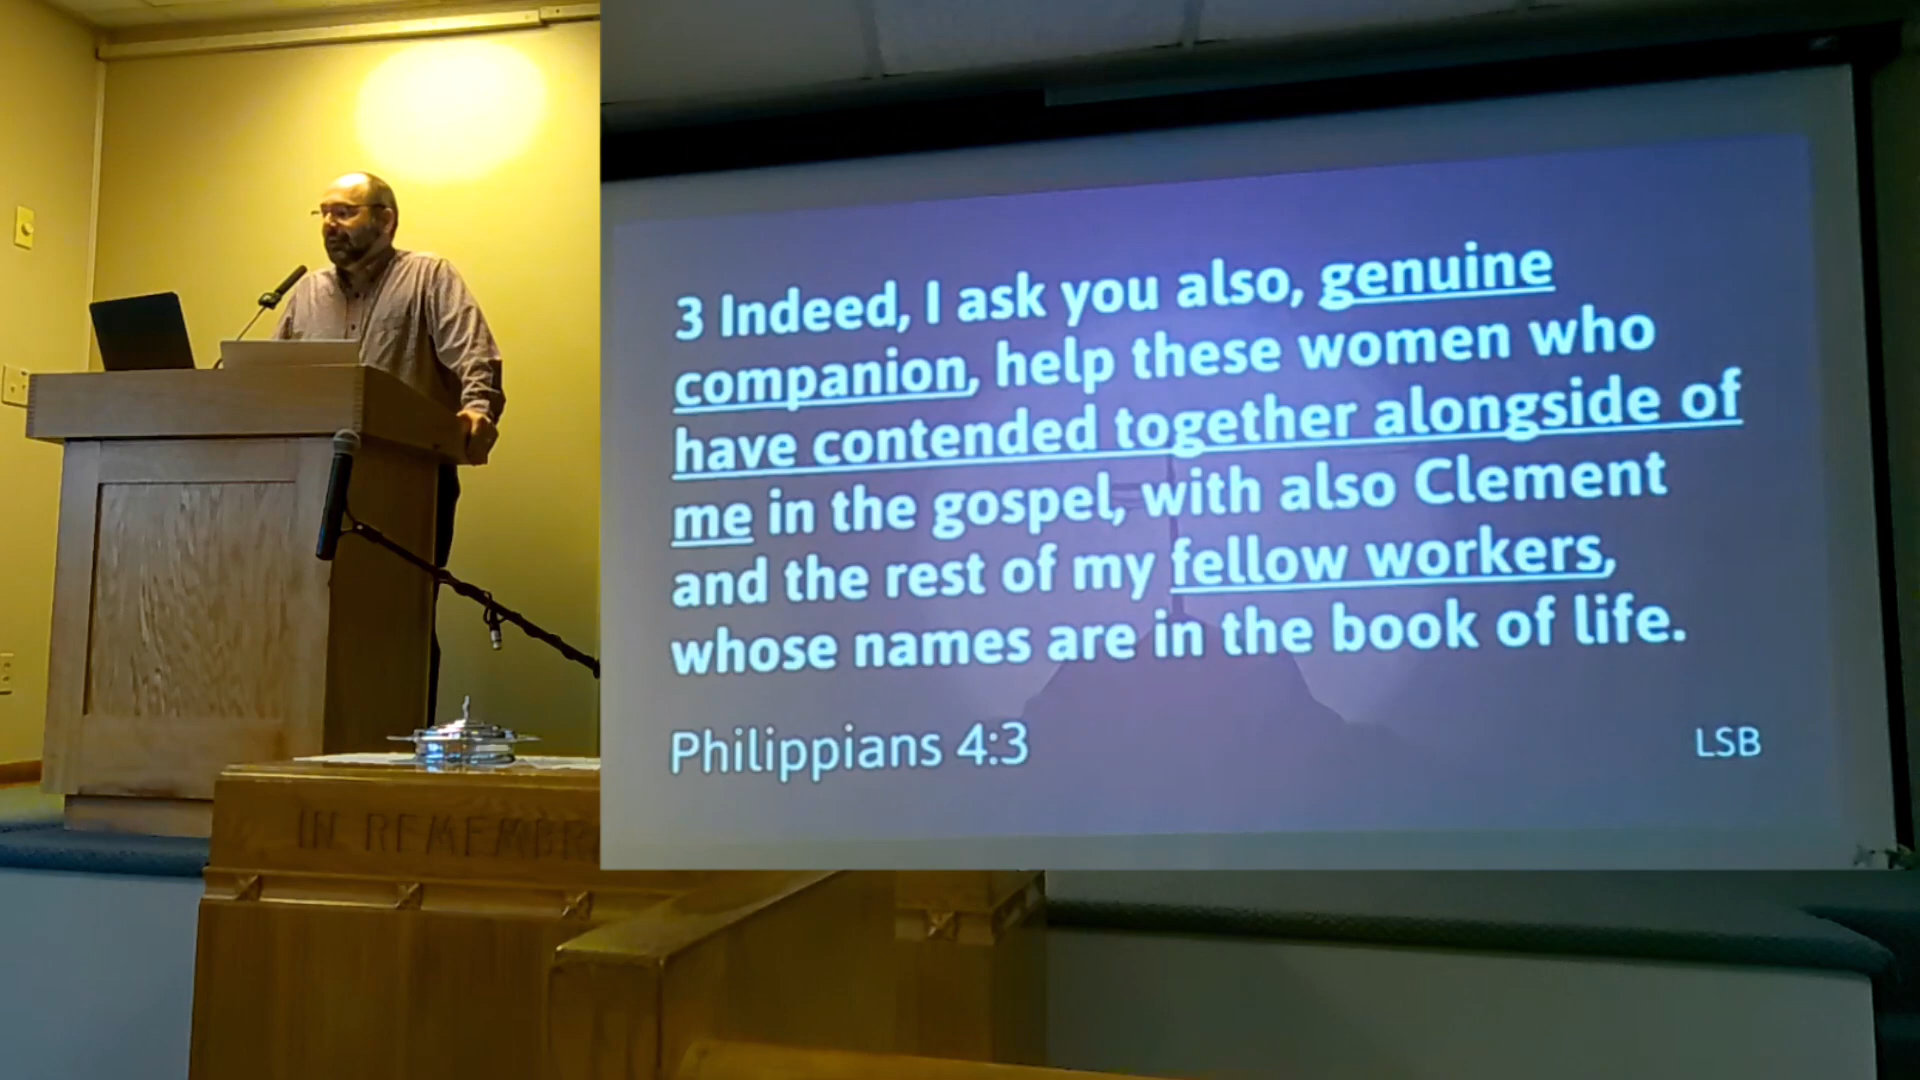 3 Indeed, I ask you also, genuine
companion, help these women who
have contended together alongside of
me in the gospel, with also Clement
and the rest of my fellow workers,
whose names are in the book of life.
Philippians 4:3
LSB
IN REMEMBR